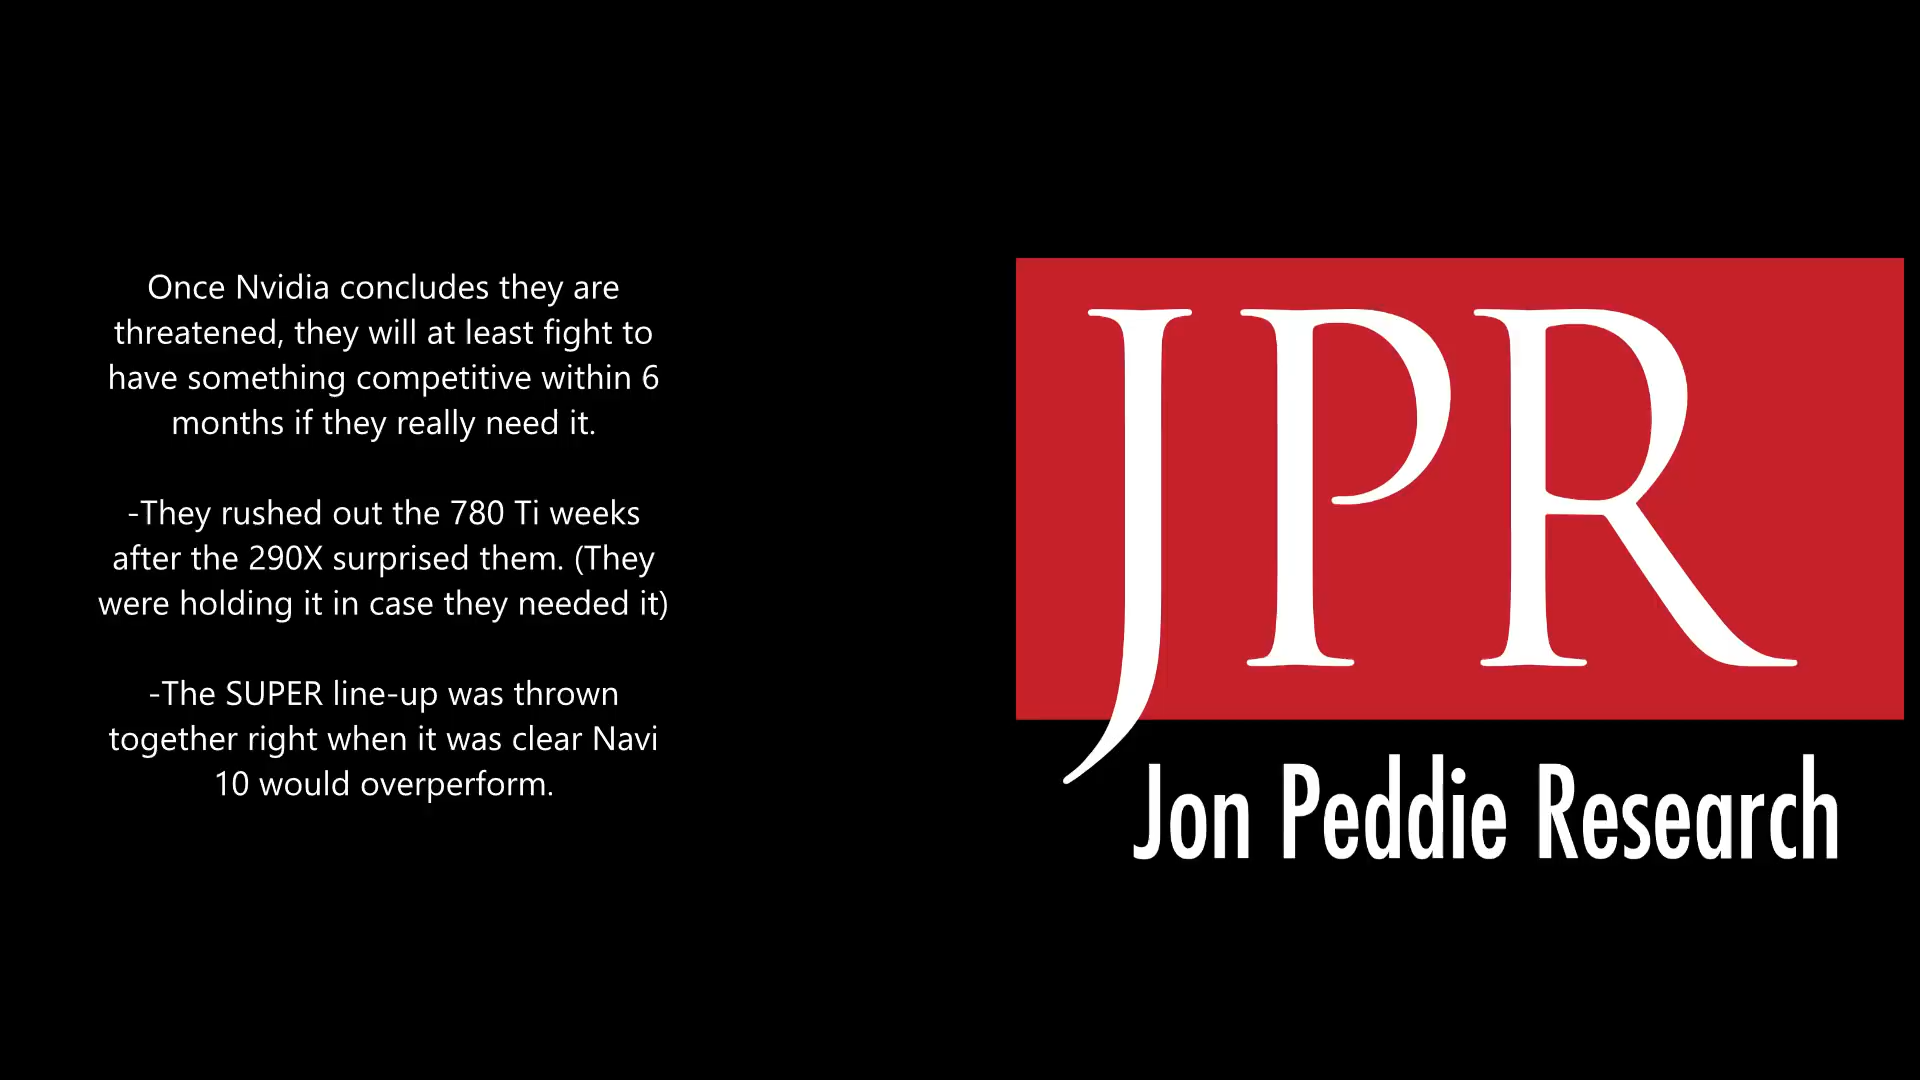 Once Nvidia concludes they are
threatened, they will at least fight to
have something competitive within 6
months if they really need it.
-They rushed out the 780 Ti weeks
after the 290X surprised them. (They
were holding it in case they needed it)
-The SUPER line-up was thrown
together right when it was clear Navi
10 would overperform.
JPR
Jon Peddie Research